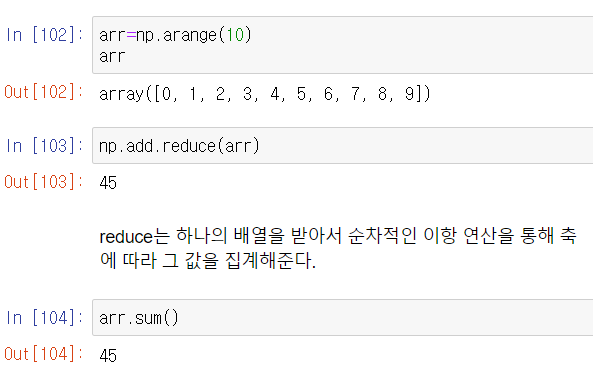 In [102]: arr=np.arange(10)
arr
Out[102]: array([0, 1, 2, 3, 4, 5, 6, 7, 8, 9])
In [103]: np.add.reduce(arr)
Out[103]: 45
reduce는 하나의 배열을 받아서 순차적인 이항 연산을 통해 축
에 따라 그 값을 집계해준다.
In [104]: arr.sum()
Out[104]: 45